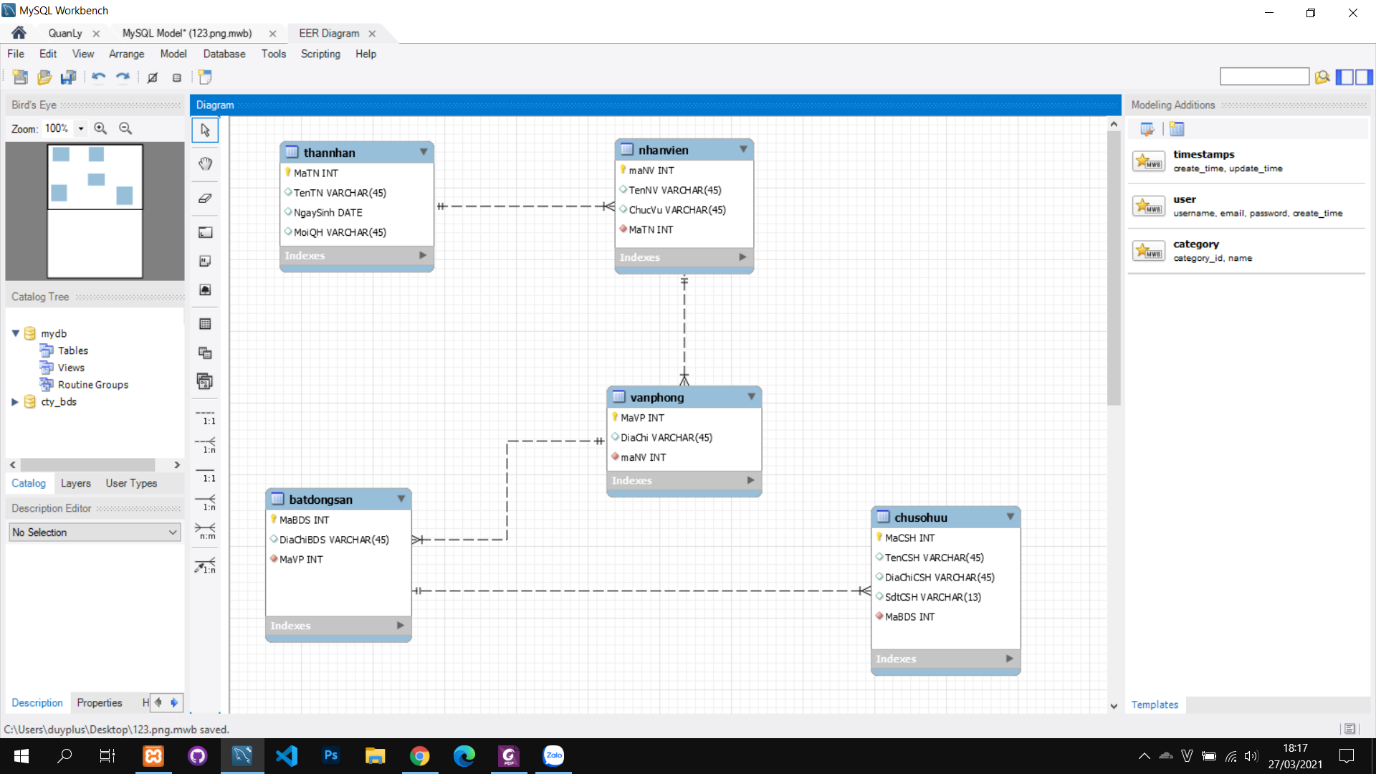 MySQL Workbench
QuanLy
MySQL Model* (123.png.mwb)
EER Diagram
File Edit View Arrange Model Database Tools Scripting Help
Bird's Eye
Zoom: 100%
Catalog Tree
mydb
Tables
Views
Routine Groups
cty_bds
Catalog Layers User Types
Description Editor
No Selection
Description Properties H
1:1
1:n
1:1
1:n
n:m
1:n
Diagram
thannhan
MaTN INT
TenTN VARCHAR(45)
NgaySinh DATE
MoiQH VARCHAR(45)
Indexes
nhanvien
maNV INT
TenNV VARCHAR(45)
ChucVu VARCHAR(45)
MaTN INT
Indexes
vanphong
MaVP INT
DiaChi VARCHAR(45)
maNV INT
Indexes
batdongsan
MaBDS INT
DiaChiBDS VARCHAR(45)
MaVP INT
Indexes
chusohuu
MaCSH INT
TenCSH VARCHAR(45)
DiaChiCSH VARCHAR(45)
SdtCSH VARCHAR(13)
MaBDS INT
Indexes
Modeling Additions
timestamps
create_time, update_time
user
username, email, password, create_time
category
category_id, name
Templates
C:\Users\duyplus\Desktop\123.png.mwb saved.
Ps
Zalo
18:17
27/03/2021